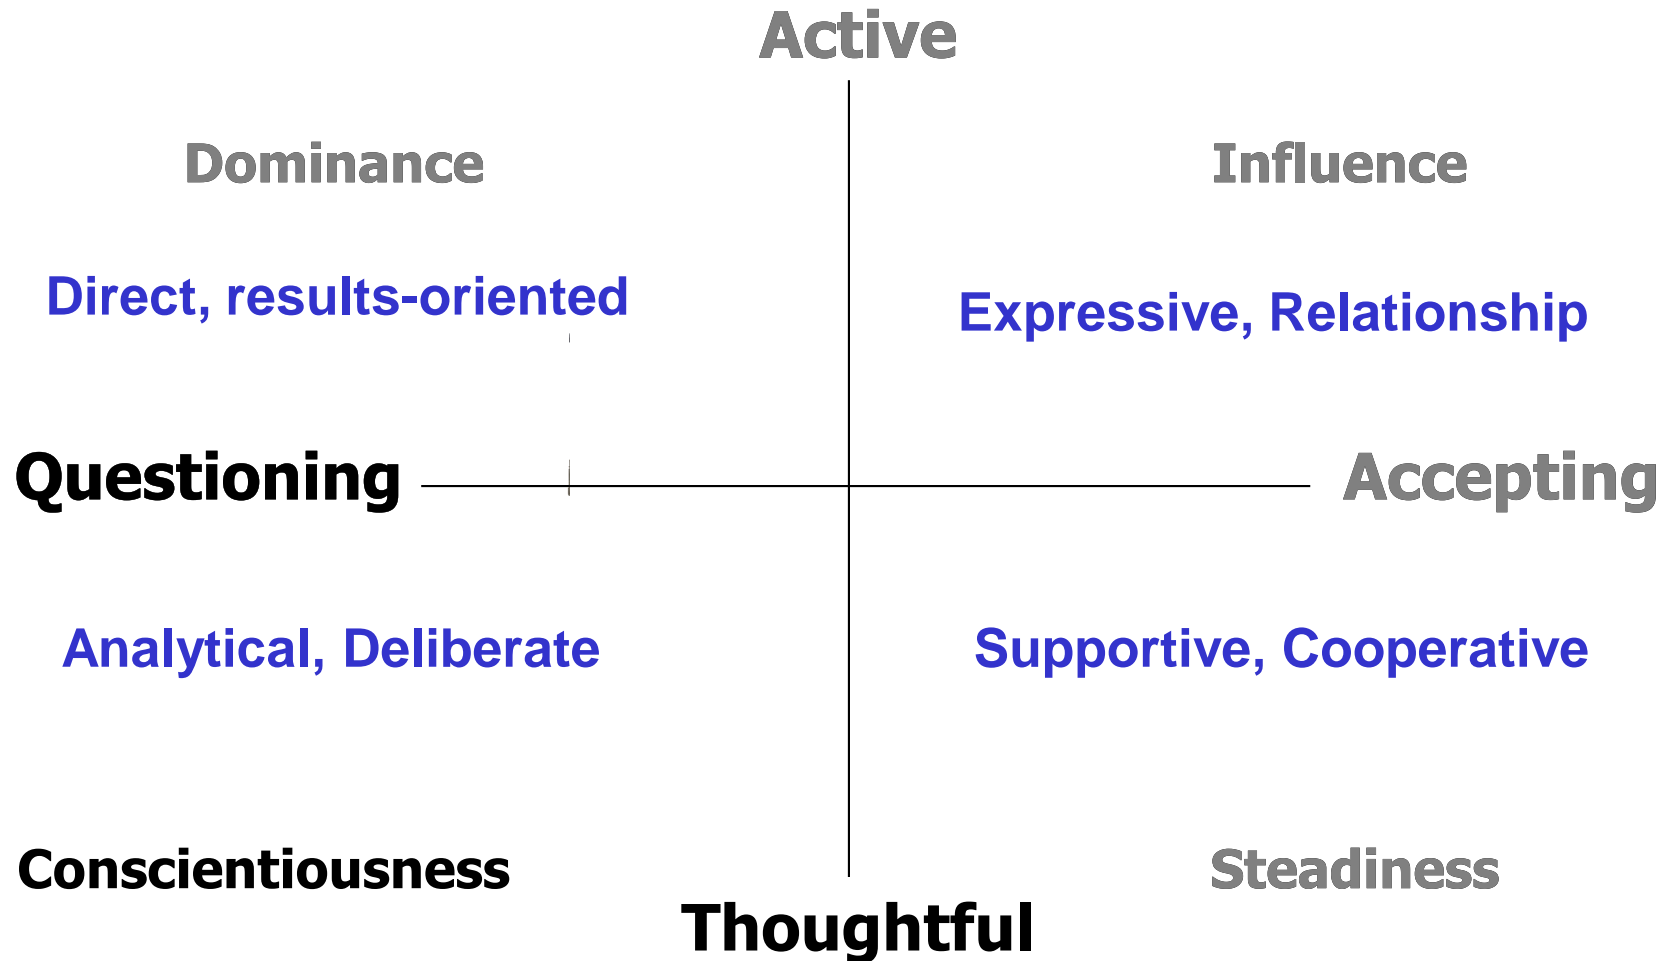 Active
Dominance
Influence
Direct, results-oriented
Expressive, Relationship
Questioning
Accepting
Analytical, Deliberate
Supportive, Cooperative
Conscientiousness
Steadiness
Thoughtful